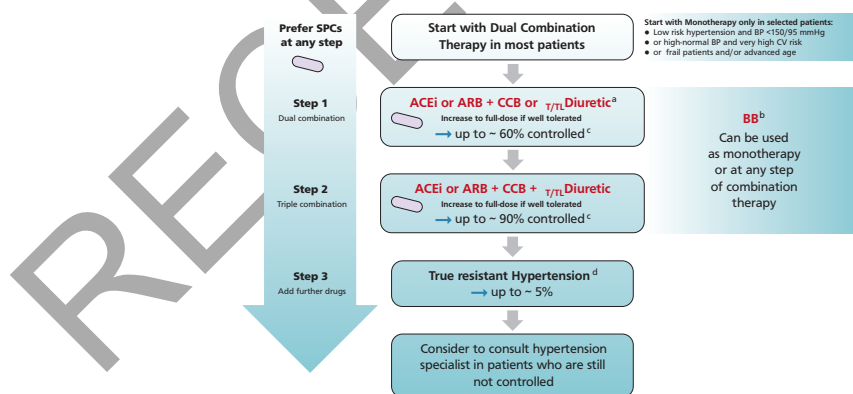 Prefer SPCs
at any step
Start with Dual Combination
Therapy in most patients
Start with Monotherapy only in selected patients:
● Low risk hypertension and BP <150/95 mmHg
● or high-normal BP and very high CV risk
● or frail patients and/or advanced age
Step 1
Dual combination
ACEi or ARB + CCB or T/TLDiuretic a
Increase to full-dose if well tolerated
→ up to ~ 60% controlled c
BB b
Can be used
as monotherapy
or at any step
of combination
therapy
Step 2
Triple combination
ACEi or ARB + CCB + T/TLDiuretic
Increase to full-dose if well tolerated
→ up to ~ 90% controlled c
Step 3
Add further drugs
True resistant Hypertension d
→ up to ~ 5%
Consider to consult hypertension
specialist in patients who are still
not controlled